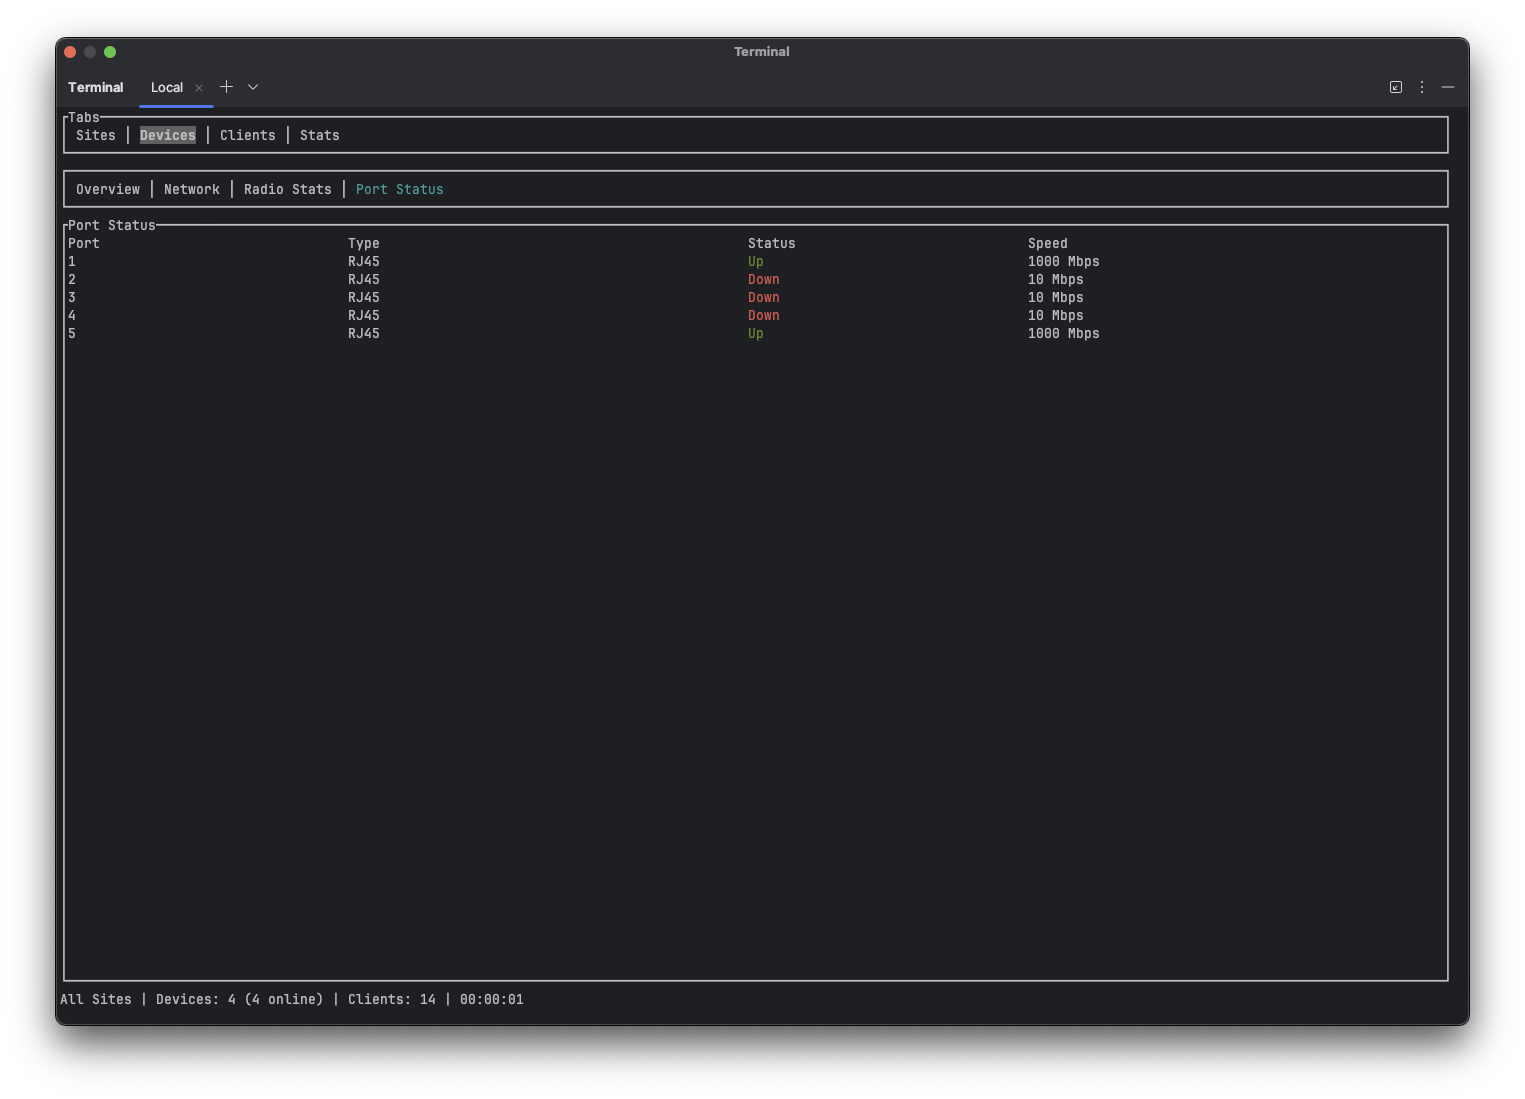 Terminal
Terminal Local
Tabs
Sites | Devices | Clients | Stats
Overview | Network | Radio Stats | Port Status
Port Status
Port Type Status Speed
1 RJ45 Up 1000 Mbps
2 RJ45 Down 10 Mbps
3 RJ45 Down 10 Mbps
4 RJ45 Down 10 Mbps
5 RJ45 Up 1000 Mbps
All Sites | Devices: 4 (4 online) | Clients: 14 | 00:00:01